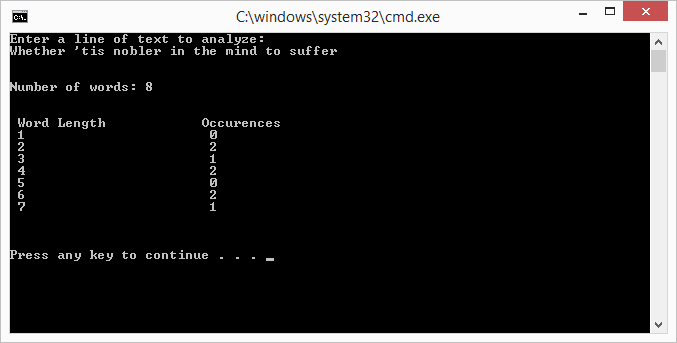 C:\windows\system32\cmd.exe
Enter a line of text to analyze:
Whether 'tis nobler in the mind to suffer
Number of words: 8
Word Length Occurences
1 0
2 2
3 1
4 2
5 0
6 2
7 1
Press any key to continue . . . _